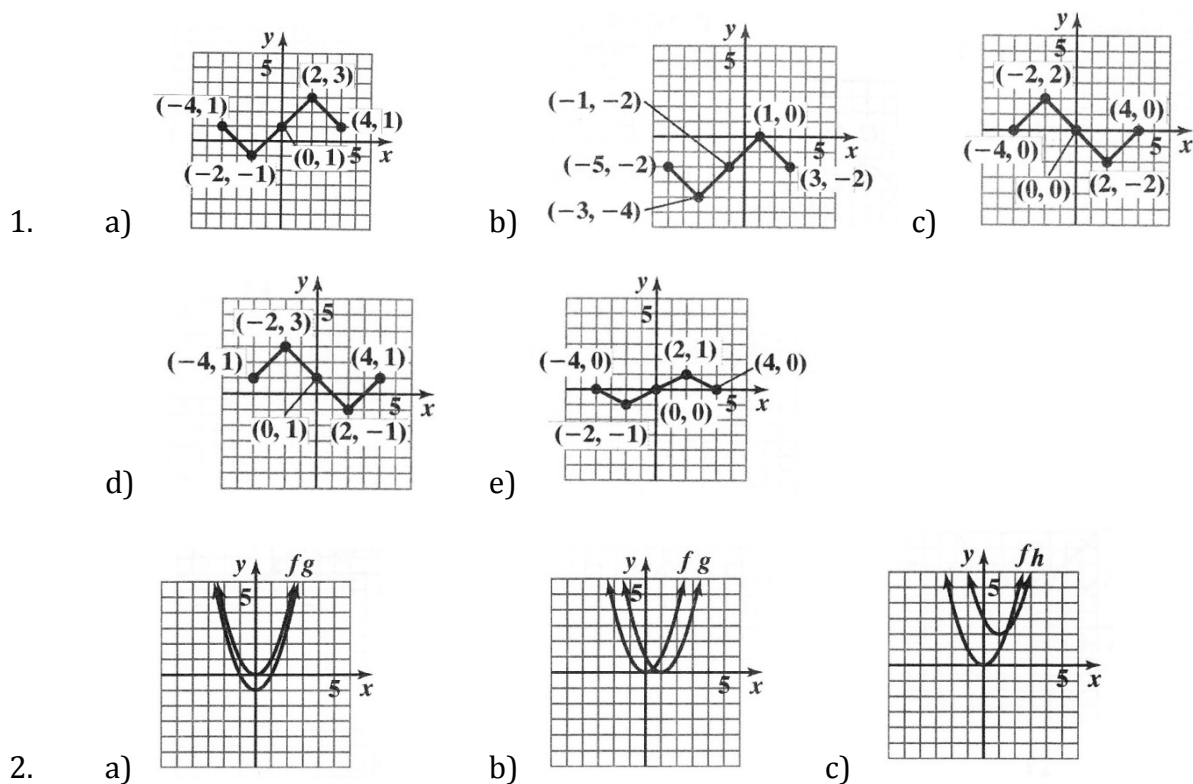 1. a) y 5 (2, 3) (−4, 1) (4, 1) 5 x (0, 1) (−2, −1)
b) y 5 (−1, −2) (1, 0) 5 x (−5, −2) (3, −2) (−3, −4)
c) y 5 (−2, 2) (4, 0) 5 x (−4, 0) (0, 0) (2, −2)
d) y 5 (−2, 3) (−4, 1) (4, 1) 5 x (0, 1) (2, −1)
e) y 5 (−4, 0) (2, 1) (4, 0) 5 x (0, 0) (−2, −1)
2. a) y f g 5 5 x
b) y f g 5 5 x
c) y f h 5 5 x